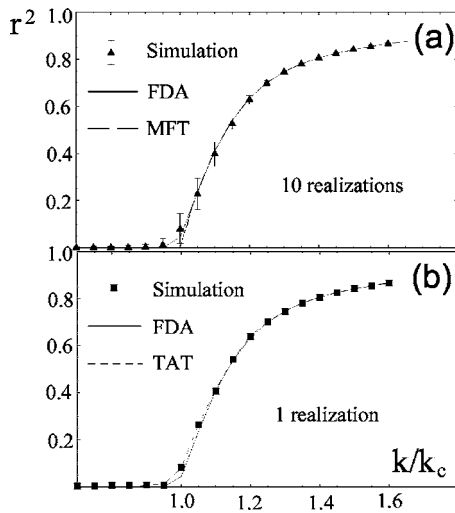 r²
(a)
Simulation
FDA
MFT
10 realizations
0.8
0.6
0.4
0.2
1.0
(b)
Simulation
FDA
TAT
1 realization
0.8
0.6
0.4
0.2
k/k_c
1.0 1.2 1.4 1.6